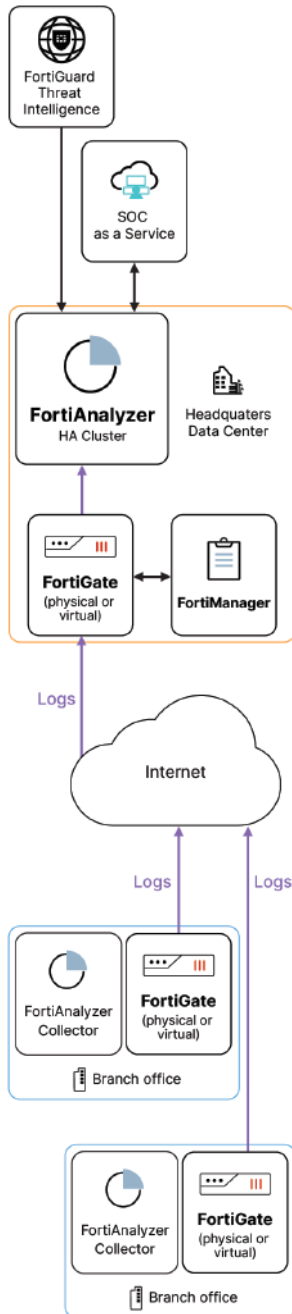 FortiGuard
Threat
Intelligence
SOC
as a Service
FortiAnalyzer
HA Cluster
Headquaters
Data Center
FortiGate
(physical or
virtual)
FortiManager
Logs
Internet
Logs
Logs
FortiAnalyzer
Collector
FortiGate
(physical or
virtual)
Branch office
FortiAnalyzer
Collector
FortiGate
(physical or
virtual)
Branch office